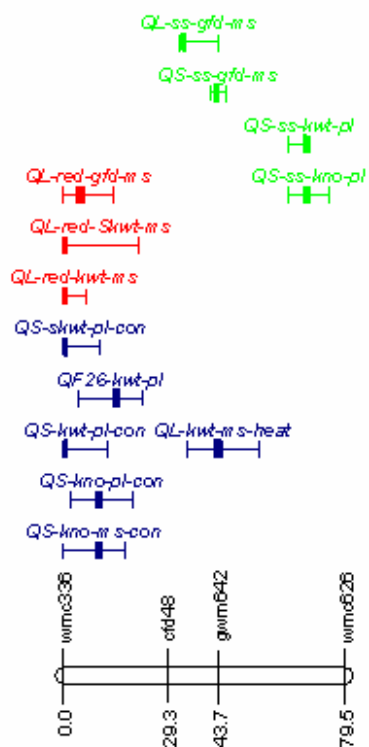 QL-ss-gfd-ms
QS-ss-gfd-ms
QS-ss-kwt-pl
QL-red-gfd-ms QS-ss-kno-pl
QL-red-Skwt-ms
QL-red-kwt-ms
QS-skwt-pl-con
QF26-kwt-pl
QS-kwt-pl-con QL-kwt-ms-heat
QS-kno-pl-con
QS-kno-ms-con
wmc336 cfd48 gwm642 wmc626
0.0 29.3 43.7 79.5